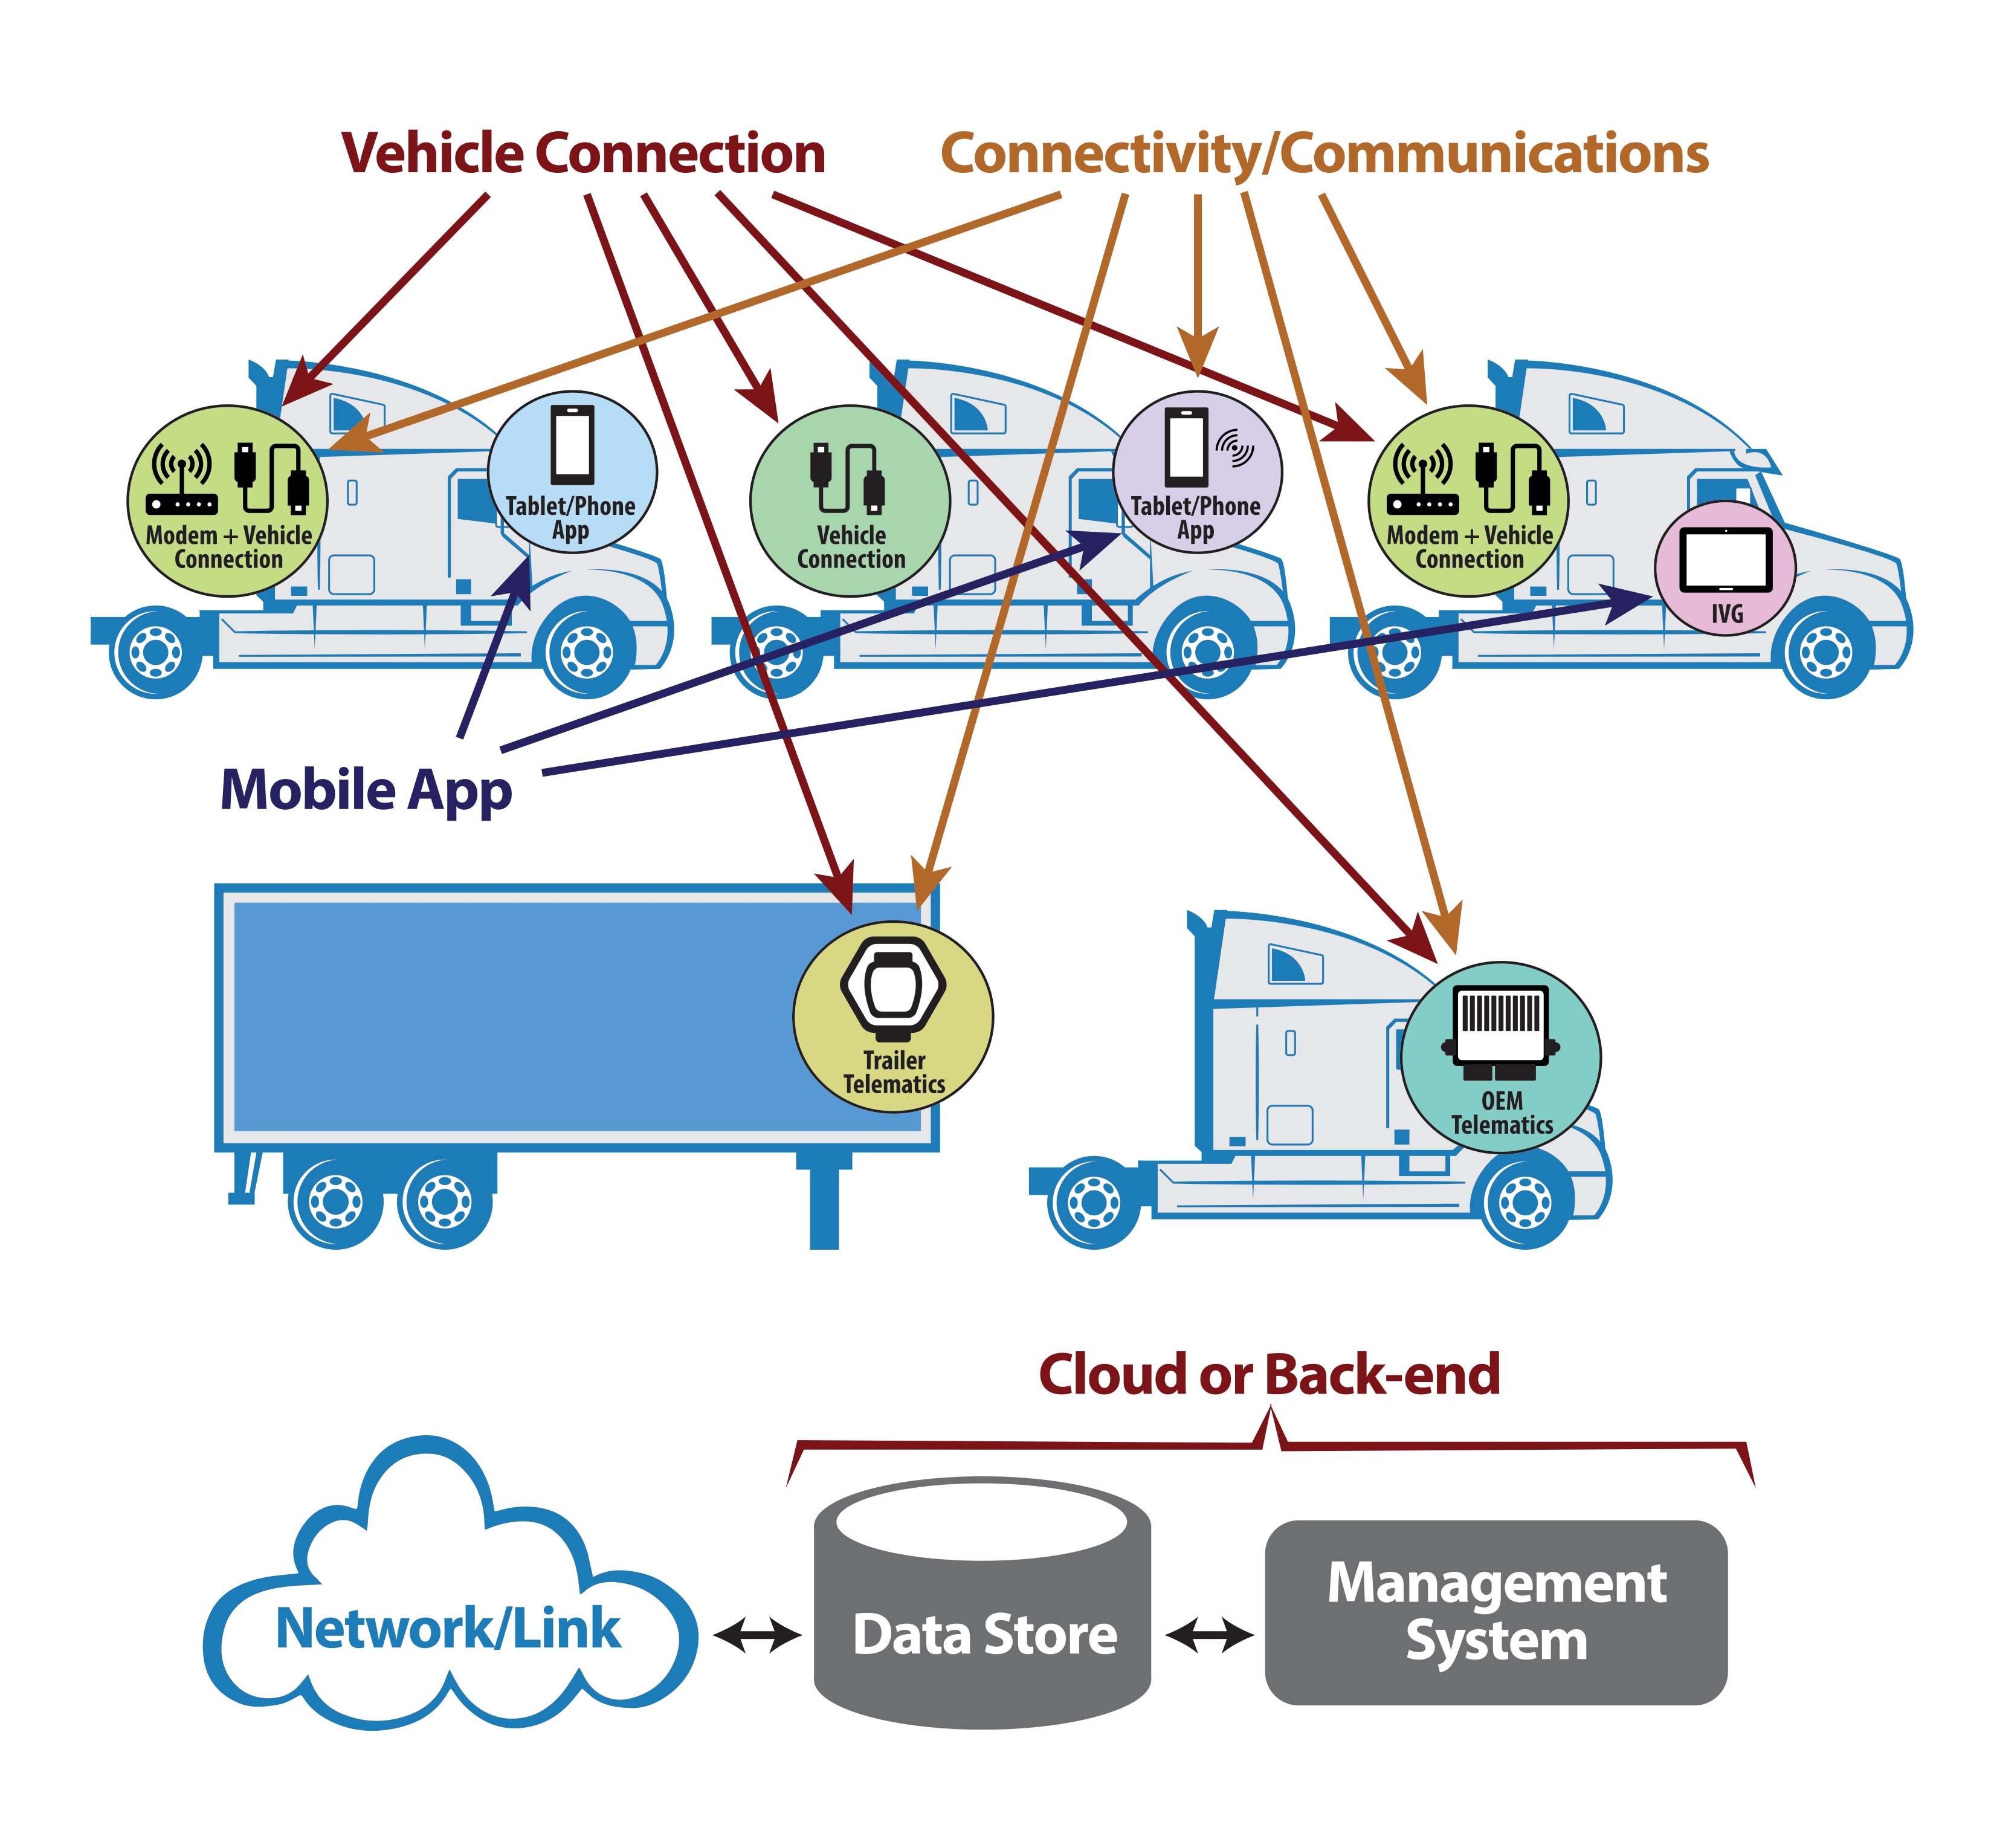 Vehicle Connection
Connectivity/Communications
Modem + Vehicle
Connection
Tablet/Phone
App
Vehicle
Connection
Tablet/Phone
App
Modem + Vehicle
Connection
IVG
Mobile App
Trailer
Telematics
OEM
Telematics
Cloud or Back-end
Network/Link
Data Store
Management
System